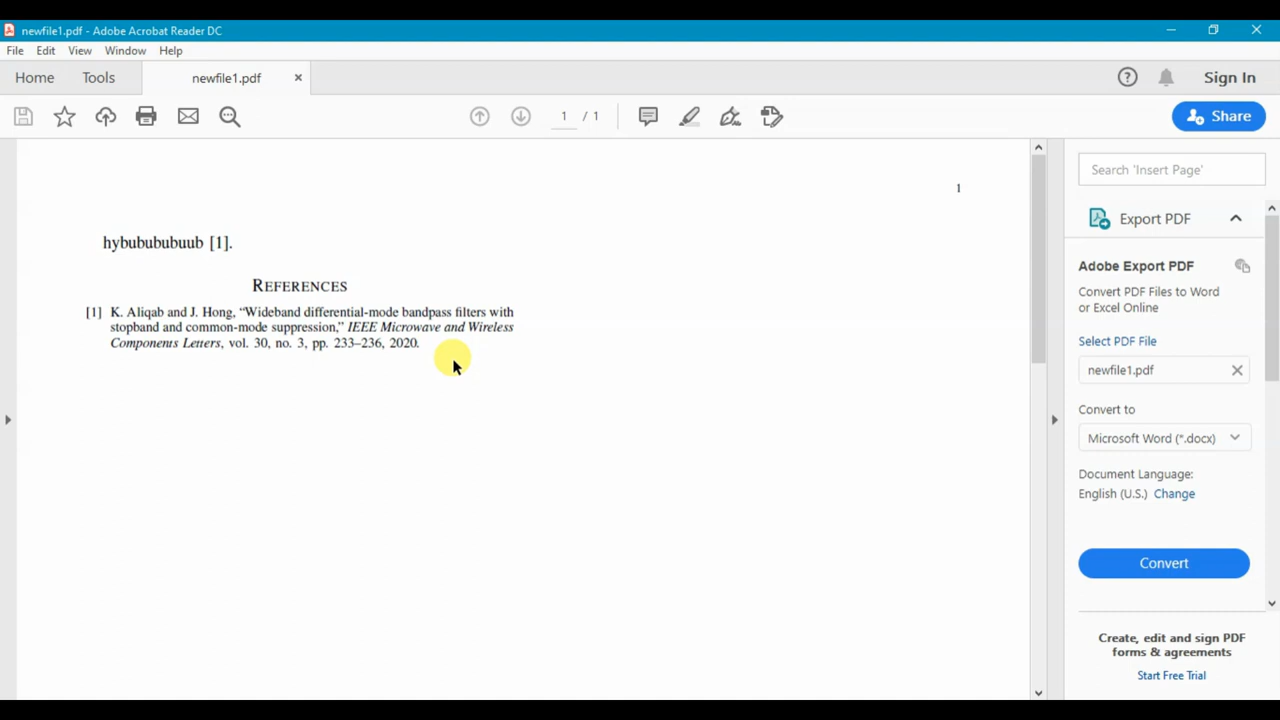 newfile1.pdf - Adobe Acrobat Reader DC
File Edit View Window Help
Home Tools newfile1.pdf Sign In
1 / 1 Share
1
hybubububuub [1].
REFERENCES
[1] K. Aliqab and J. Hong, “Wideband differential-mode bandpass filters with
stopband and common-mode suppression,” IEEE Microwave and Wireless
Components Letters, vol. 30, no. 3, pp. 233–236, 2020.
Search 'Insert Page'
Export PDF
Adobe Export PDF
Convert PDF Files to Word
or Excel Online
Select PDF File
newfile1.pdf
Convert to
Microsoft Word (*.docx)
Document Language:
English (U.S.) Change
Convert
Create, edit and sign PDF
forms & agreements
Start Free Trial